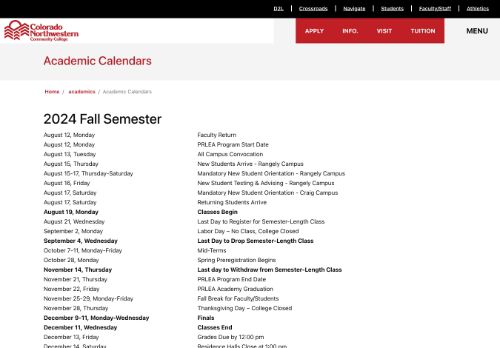 D2L | Crossroads | Navigate | Students | Faculty/Staff | Athletics
Colorado
Northwestern
Community College
APPLY INFO. VISIT TUITION MENU
Academic Calendars
Home / academics / Academic Calendars
2024 Fall Semester
August 12, Monday Faculty Return
August 12, Monday PRLEA Program Start Date
August 13, Tuesday All Campus Convocation
August 15, Thursday New Students Arrive - Rangely Campus
August 15-17, Thursday-Saturday Mandatory New Student Orientation - Rangely Campus
August 16, Friday New Student Testing & Advising - Rangely Campus
August 17, Saturday Mandatory New Student Orientation - Craig Campus
August 17, Saturday Returning Students Arrive
August 19, Monday Classes Begin
August 21, Wednesday Last Day to Register for Semester-Length Class
September 2, Monday Labor Day – No Class, College Closed
September 4, Wednesday Last Day to Drop Semester-Length Class
October 7-11, Monday-Friday Mid-Terms
October 28, Monday Spring Preregistration Begins
November 14, Thursday Last day to Withdraw from Semester-Length Class
November 21, Thursday PRLEA Program End Date
November 22, Friday PRLEA Academy Graduation
November 25-29, Monday-Friday Fall Break for Faculty/Students
November 28, Thursday Thanksgiving Day – College Closed
December 9-11, Monday-Wednesday Finals
December 11, Wednesday Classes End
December 13, Friday Grades Due by 12:00 pm
December 14, Saturday Residence Halls Close at 1:00 pm